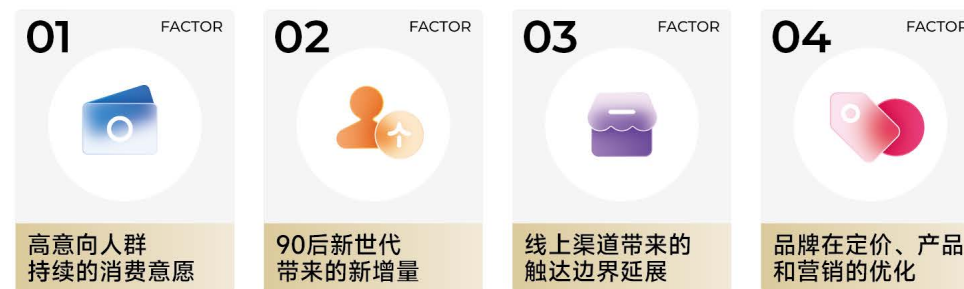 01 FACTOR
高意向人群
持续的消费意愿
02 FACTOR
90后新世代
带来的新增量
03 FACTOR
线上渠道带来的
触达边界延展
04 FACTOR
品牌在定价、产品
和营销的优化